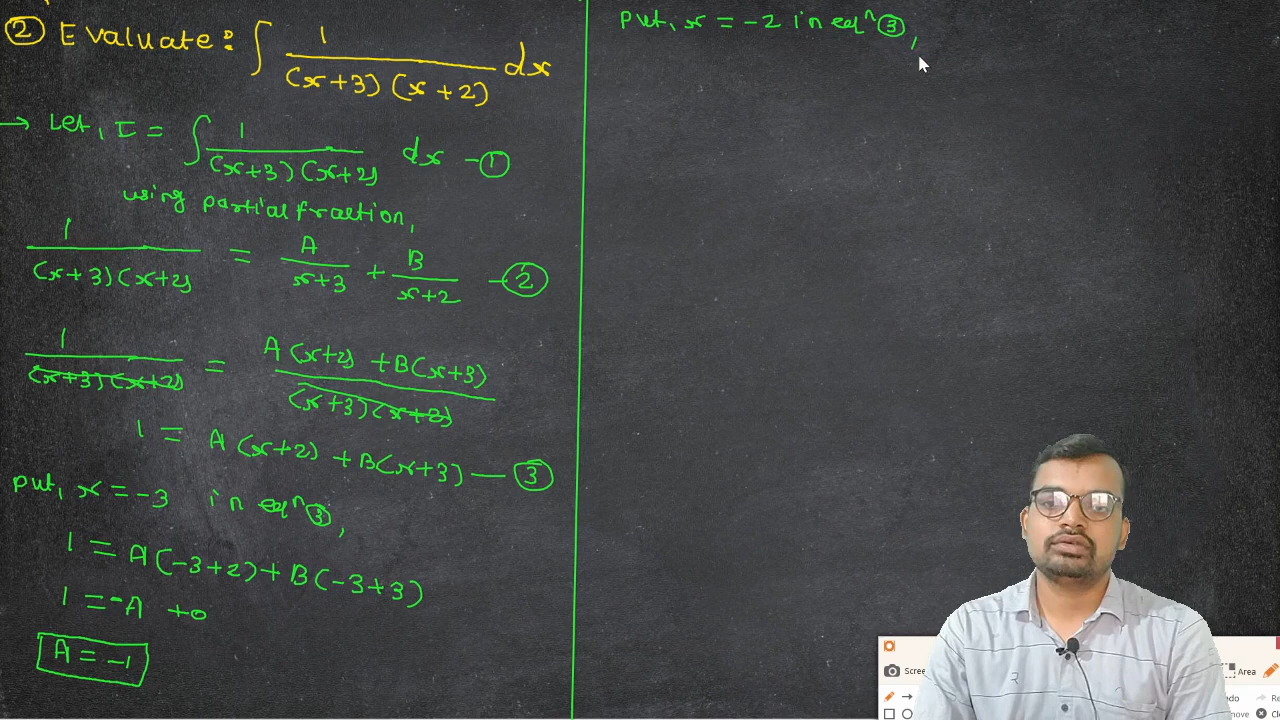 ② Evaluate: ∫ 1/((x+3)(x+2)) dx
→ Let, I = ∫ 1/((x+3)(x+2)) dx -①
using partial fraction,
1/((x+3)(x+2)) = A/(x+3) + B/(x+2) -②
1/((x+3)(x+2)) = (A(x+2) + B(x+3))/((x+3)(x+2))
1 = A(x+2) + B(x+3) — ③
put, x = -3 in eqⁿ ③,
1 = A(-3+2) + B(-3+3)
1 = -A + 0
A = -1
put, x = -2 in eqⁿ ③,
Scree
Area